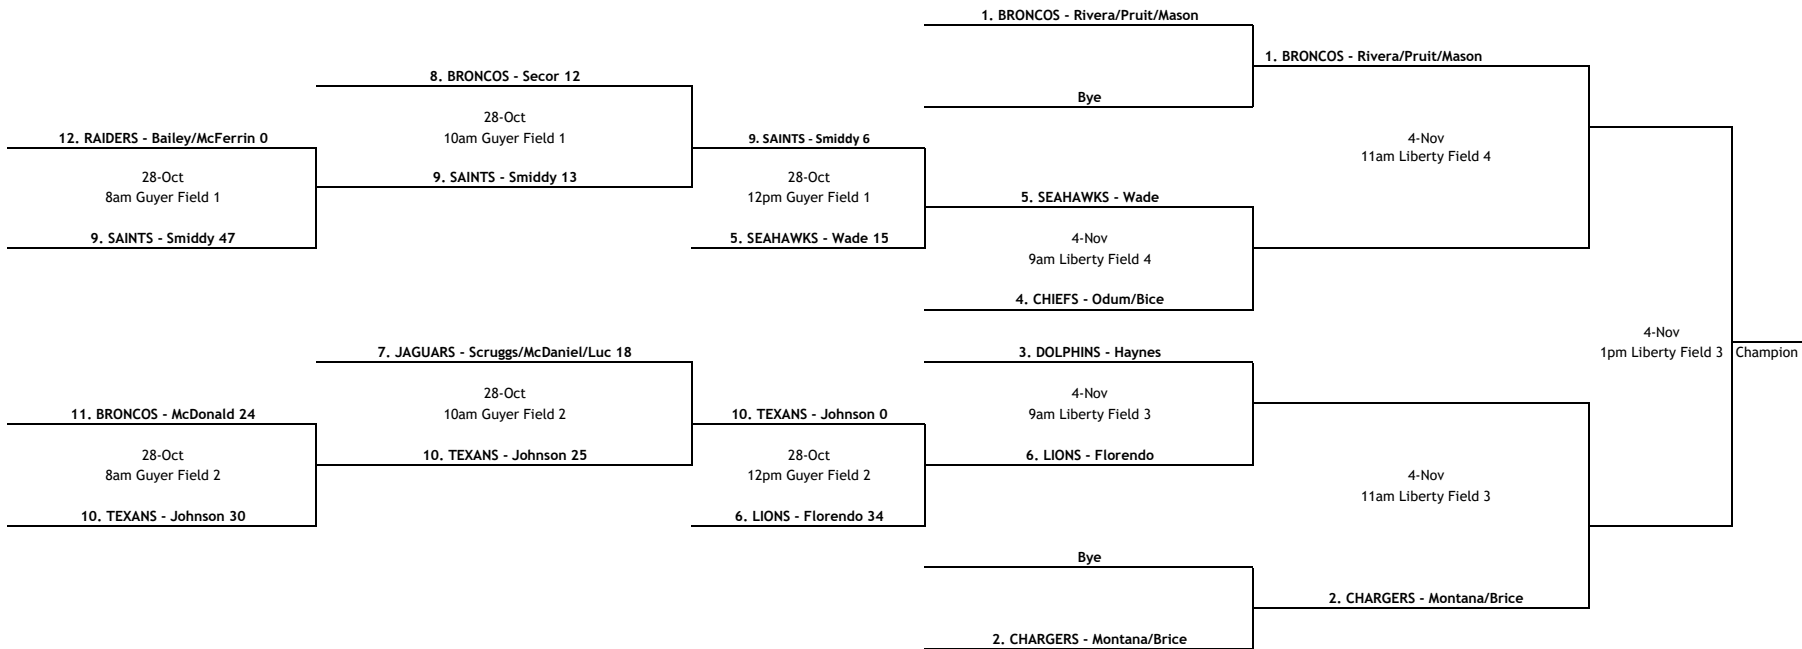 1. BRONCOS - Rivera/Pruit/Mason
1. BRONCOS - Rivera/Pruit/Mason
8. BRONCOS - Secor 12
Bye
28-Oct
10am Guyer Field 1
12. RAIDERS - Bailey/McFerrin 0
9. SAINTS - Smiddy 6
4-Nov
11am Liberty Field 4
28-Oct
8am Guyer Field 1
9. SAINTS - Smiddy 13
28-Oct
12pm Guyer Field 1
5. SEAHAWKS - Wade
9. SAINTS - Smiddy 47
5. SEAHAWKS - Wade 15
4-Nov
9am Liberty Field 4
4. CHIEFS - Odum/Bice
4-Nov
1pm Liberty Field 3
Champion
7. JAGUARS - Scruggs/McDaniel/Luc 18
3. DOLPHINS - Haynes
28-Oct
10am Guyer Field 2
4-Nov
9am Liberty Field 3
11. BRONCOS - McDonald 24
10. TEXANS - Johnson 0
28-Oct
8am Guyer Field 2
10. TEXANS - Johnson 25
28-Oct
12pm Guyer Field 2
6. LIONS - Florendo
4-Nov
11am Liberty Field 3
10. TEXANS - Johnson 30
6. LIONS - Florendo 34
Bye
2. CHARGERS - Montana/Brice
2. CHARGERS - Montana/Brice